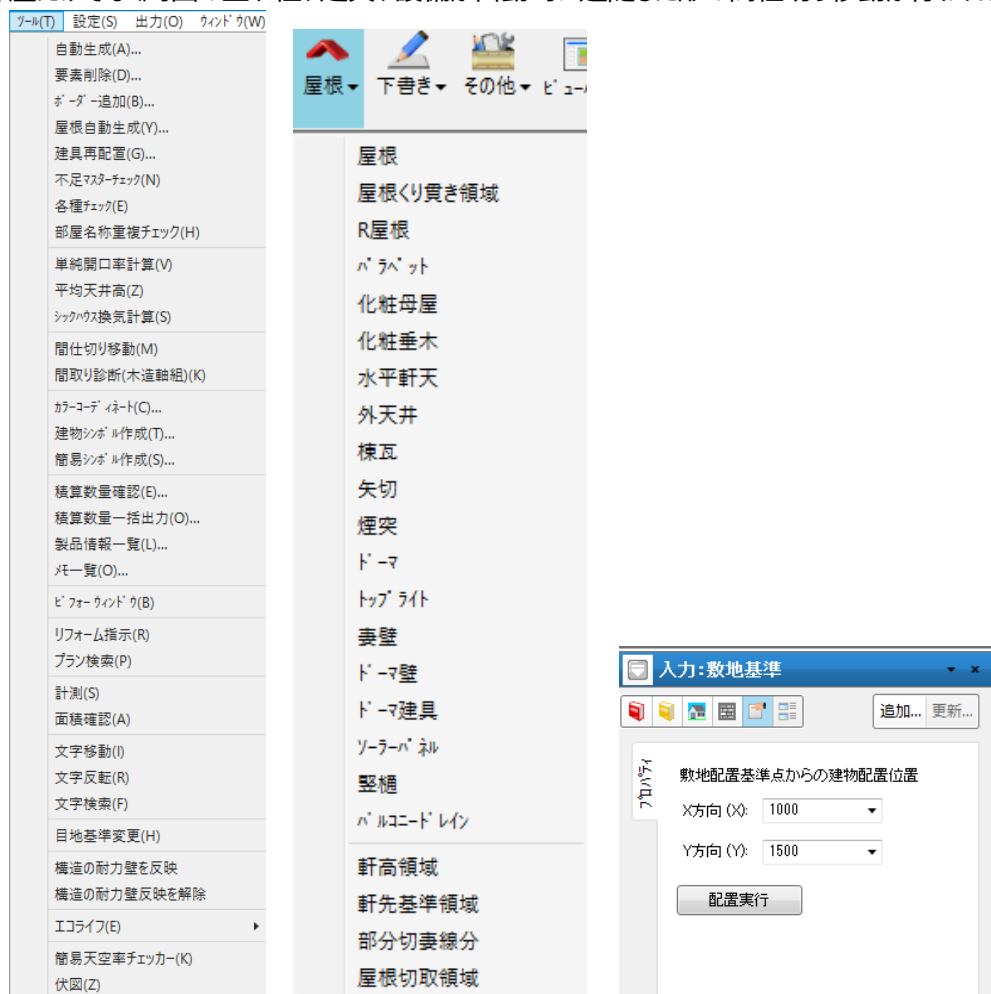 ﾂｰﾙ(T) 設定(S) 出力(O) ｳｨﾝﾄﾞｳ(W)
自動生成(A)...
要素削除(D)...
ﾎﾞｰﾀﾞｰ追加(B)...
屋根自動生成(Y)...
建具再配置(G)...
不足ﾏｽﾀｰﾁｪｯｸ(N)
各種ﾁｪｯｸ(E)
部屋名称重複チェック(H)
単純開口率計算(V)
平均天井高(Z)
ｼｯｸﾊｳｽ換気計算(S)
間仕切り移動(M)
間取り診断(木造軸組)(K)
ｶﾗｰｺｰﾃﾞｨﾈｰﾄ(C)...
建物ｼﾝﾎﾞﾙ作成(T)...
簡易ｼﾝﾎﾞﾙ作成(S)...
積算数量確認(E)...
積算数量一括出力(O)...
製品情報一覧(L)...
ﾒﾓ一覧(O)...
ﾋﾞﾌｫｰ ｳｨﾝﾄﾞｳ(B)
リフォーム指示(R)
プラン検索(P)
計測(S)
面積確認(A)
文字移動(I)
文字反転(R)
文字検索(F)
目地基準変更(H)
構造の耐力壁を反映
構造の耐力壁反映を解除
エコライフ(E)
簡易天空率チェッカー(K)
伏図(Z)
屋根 下書き その他 ﾋﾞｭｰ
屋根
屋根くり貫き領域
R屋根
ﾊﾟﾗﾍﾟｯﾄ
化粧母屋
化粧垂木
水平軒天
外天井
棟瓦
矢切
煙突
ﾄﾞｰﾏ
ﾄｯﾌﾟﾗｲﾄ
妻壁
ﾄﾞｰﾏ壁
ﾄﾞｰﾏ建具
ｿｰﾗｰﾊﾟﾈﾙ
竪樋
ﾊﾞﾙｺﾆｰﾄﾞﾚｲﾝ
軒高領域
軒先基準領域
部分切妻線分
屋根切取領域
入力:敷地基準
追加... 更新...
ﾌﾟﾛﾊﾟﾃｨ
敷地配置基準点からの建物配置位置
X方向(X): 1000
Y方向(Y): 1500
配置実行